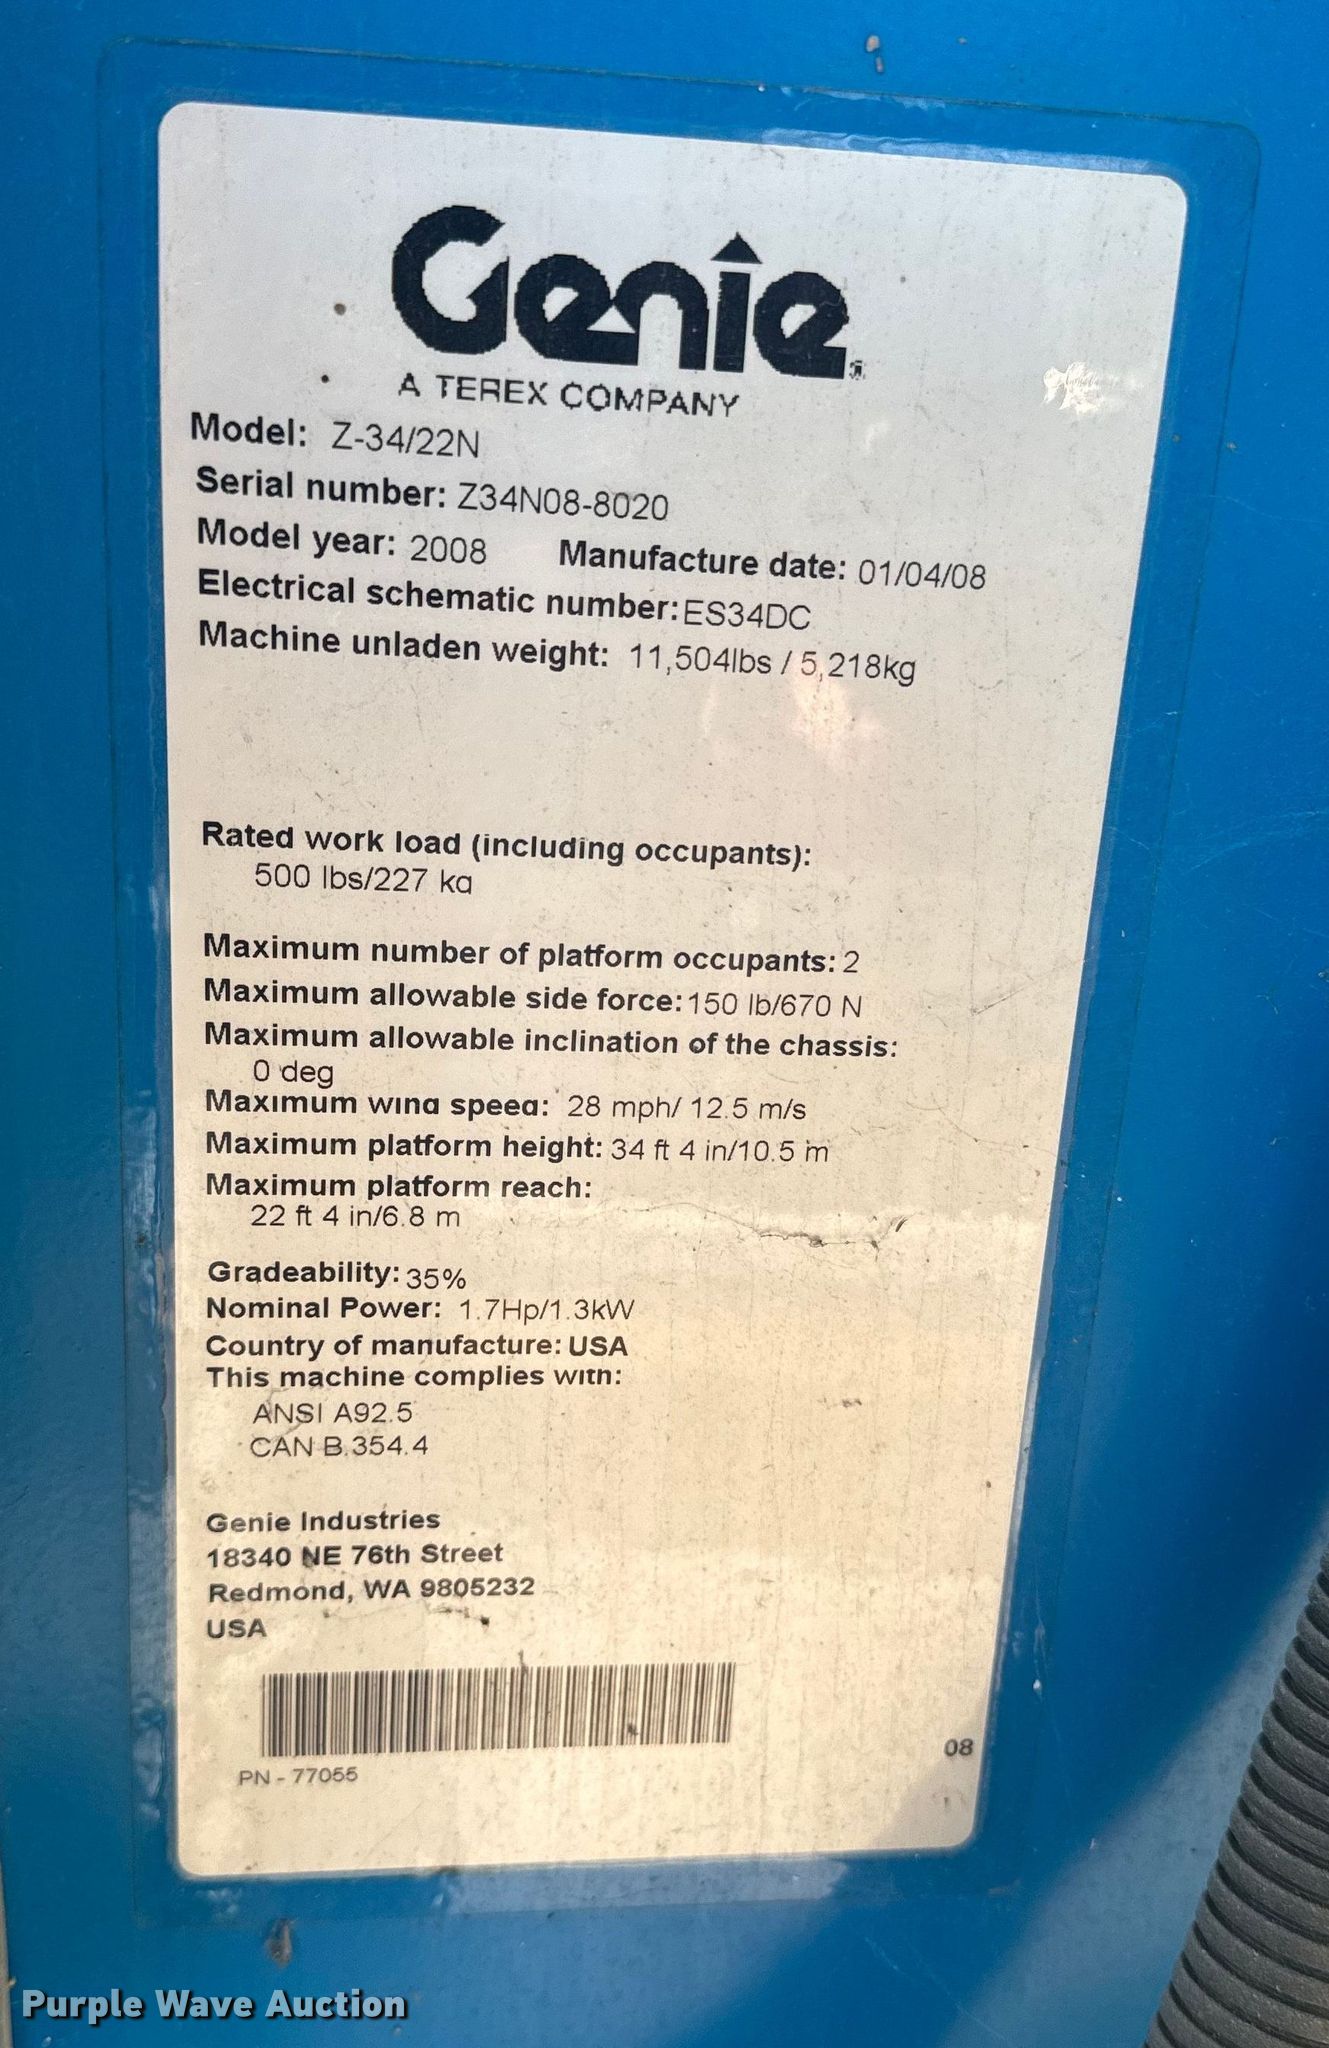 Genie
A TEREX COMPANY
Model: Z-34/22N
Serial number: Z34N08-8020
Model year: 2008 Manufacture date: 01/04/08
Electrical schematic number: ES34DC
Machine unladen weight: 11,504lbs / 5,218kg
Rated work load (including occupants):
500 lbs/227 kg
Maximum number of platform occupants: 2
Maximum allowable side force: 150 lb/670 N
Maximum allowable inclination of the chassis:
0 deg
Maximum wind speed: 28 mph/ 12.5 m/s
Maximum platform height: 34 ft 4 in/10.5 m
Maximum platform reach:
22 ft 4 in/6.8 m
Gradeability: 35%
Nominal Power: 1.7Hp/1.3kW
Country of manufacture: USA
This machine complies with:
ANSI A92.5
CAN B.354.4
Genie Industries
18340 NE 76th Street
Redmond, WA 9805232
USA
PN - 77055
08
Purple Wave Auction